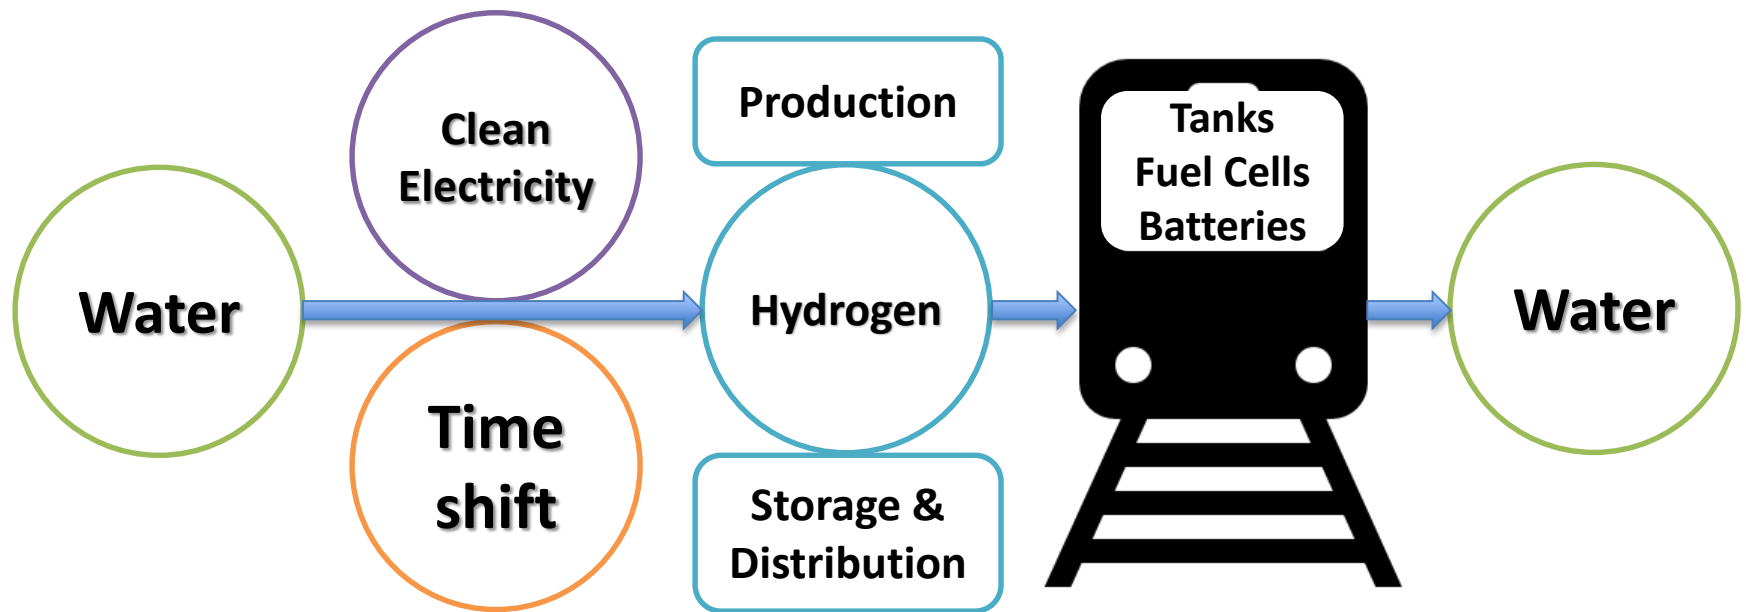 Water
Clean
Electricity
Time
shift
Production
Hydrogen
Storage &
Distribution
Tanks
Fuel Cells
Batteries
Water